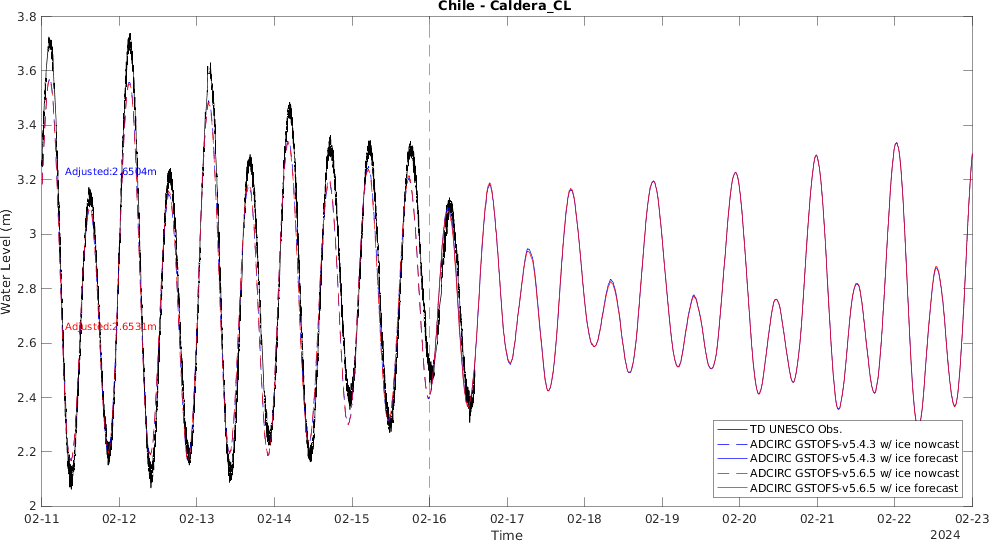 Chile - Caldera_CL
3.8
3.6
3.4
3.2
3
2.8
2.6
2.4
2.2
2
Water Level (m)
Adjusted:2.6504m
Adjusted:2.6531m
TD UNESCO Obs.
ADCIRC GSTOFS-v5.4.3 w/ ice nowcast
ADCIRC GSTOFS-v5.4.3 w/ ice forecast
ADCIRC GSTOFS-v5.6.5 w/ ice nowcast
ADCIRC GSTOFS-v5.6.5 w/ ice forecast
02-11 02-12 02-13 02-14 02-15 02-16 02-17 02-18 02-19 02-20 02-21 02-22 02-23
Time
2024